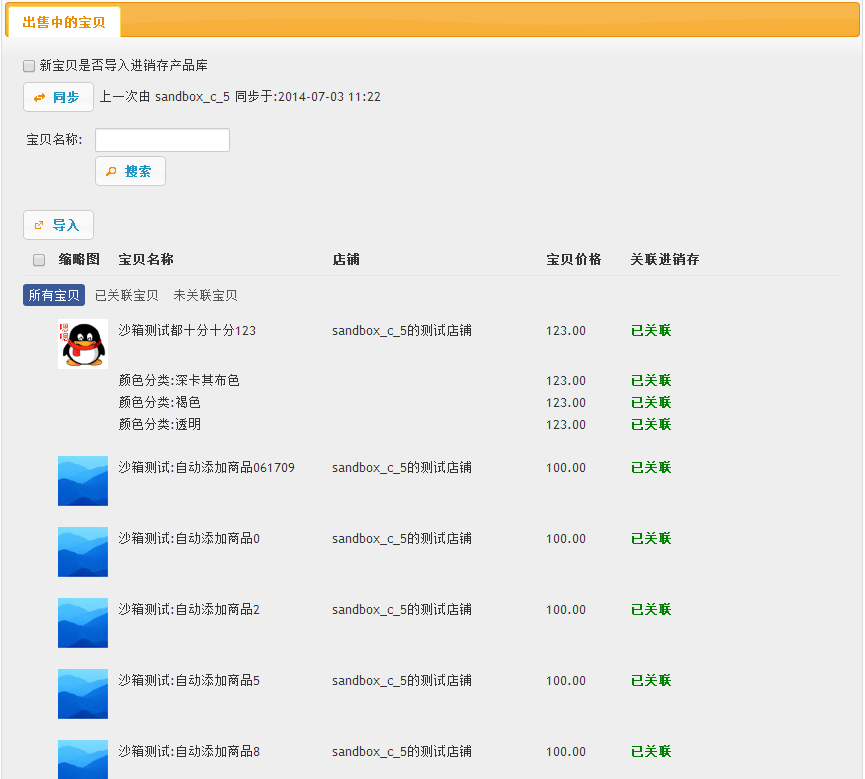 出售中的宝贝
新宝贝是否导入进销存产品库
同步 上一次由 sandbox_c_5 同步于:2014-07-03 11:22
宝贝名称:
搜索
导入
缩略图 宝贝名称 店铺 宝贝价格 关联进销存
所有宝贝 已关联宝贝 未关联宝贝
沙箱测试都十分十分123 sandbox_c_5的测试店铺 123.00 已关联
颜色分类:深卡其布色 123.00 已关联
颜色分类:褐色 123.00 已关联
颜色分类:透明 123.00 已关联
沙箱测试:自动添加商品061709 sandbox_c_5的测试店铺 100.00 已关联
沙箱测试:自动添加商品0 sandbox_c_5的测试店铺 100.00 已关联
沙箱测试:自动添加商品2 sandbox_c_5的测试店铺 100.00 已关联
沙箱测试:自动添加商品5 sandbox_c_5的测试店铺 100.00 已关联
沙箱测试:自动添加商品8 sandbox_c_5的测试店铺 100.00 已关联